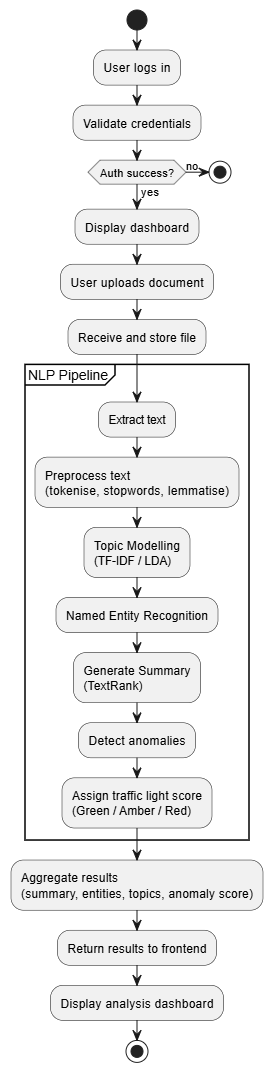 User logs in
Validate credentials
Auth success?
no
yes
Display dashboard
User uploads document
Receive and store file
NLP Pipeline
Extract text
Preprocess text
(tokenise, stopwords, lemmatise)
Topic Modelling
(TF-IDF / LDA)
Named Entity Recognition
Generate Summary
(TextRank)
Detect anomalies
Assign traffic light score
(Green / Amber / Red)
Aggregate results
(summary, entities, topics, anomaly score)
Return results to frontend
Display analysis dashboard